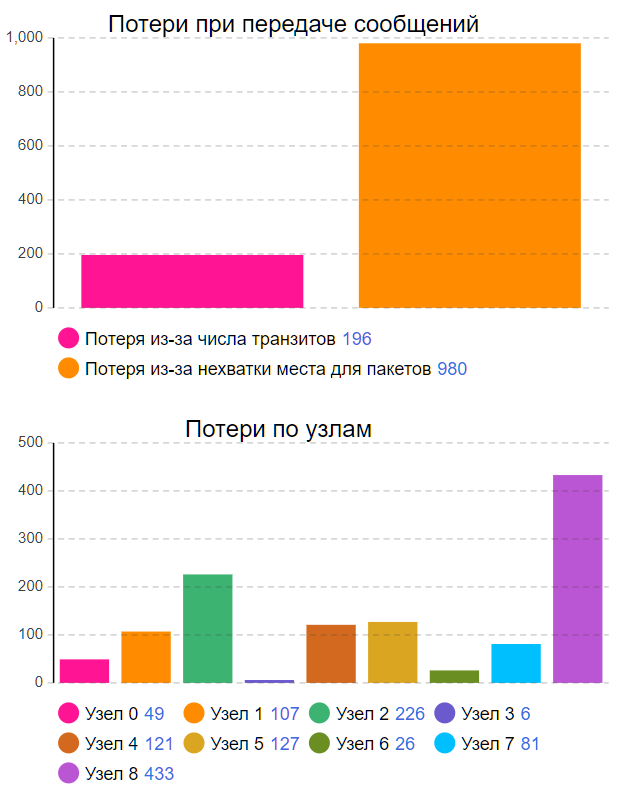 Потери при передаче сообщений
1,000
800
600
400
200
0
Потеря из-за числа транзитов 196
Потеря из-за нехватки места для пакетов 980
Потери по узлам
500
400
300
200
100
0
Узел 0 49 Узел 1 107 Узел 2 226 Узел 3 6
Узел 4 121 Узел 5 127 Узел 6 26 Узел 7 81
Узел 8 433